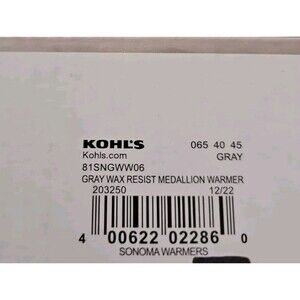 KOHL'S 065 40 45
Kohls.com GRAY
81SNGWW06
GRAY WAX RESIST MEDALLION WARMER
203250 12/22
4 00622 02286 0
SONOMA WARMERS